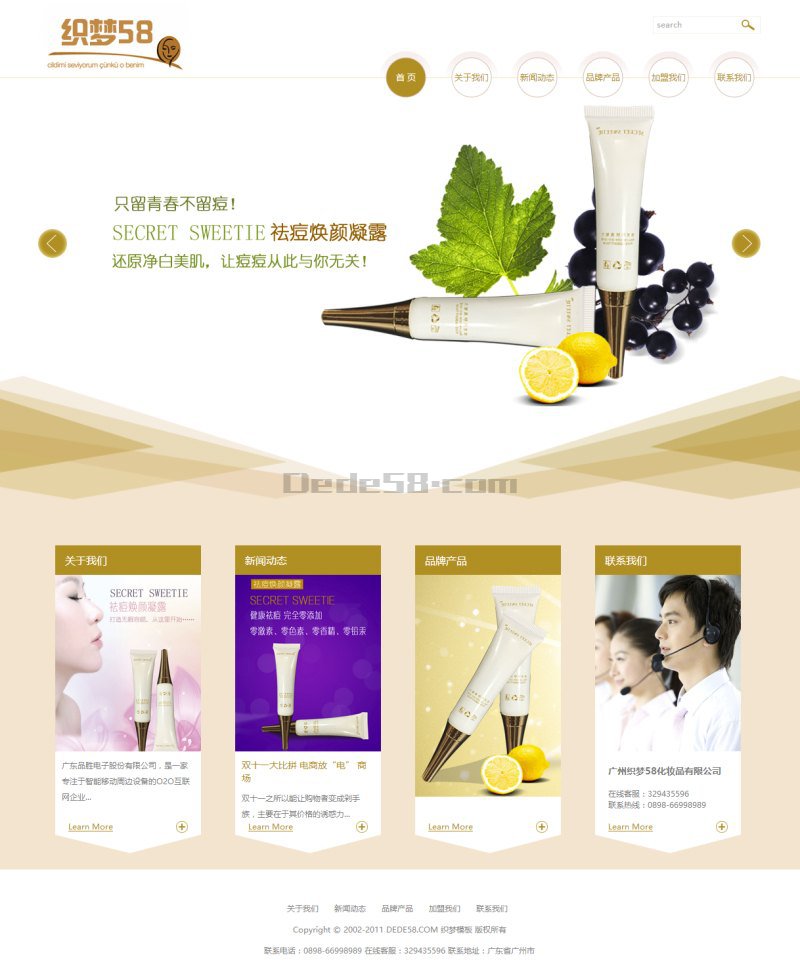 织梦58
cildimi seviyorum çünkü o benim
search
首 页
关于我们
新闻动态
品牌产品
加盟我们
联系我们
只留青春不留痘！
SECRET SWEETIE 祛痘焕颜凝露
还原净白美肌，让痘痘从此与你无关！
Dede58.com
关于我们
SECRET SWEETIE
祛痘焕颜凝露
打造无暇容颜，从这里开始······
广东品胜电子股份有限公司，是一家
专注于智能移动周边设备的O2O互联
网企业...
Learn More
新闻动态
祛痘焕颜凝露
SECRET SWEETIE
健康祛痘 完全零添加
零激素、零色素、零香精、零铅汞
双十一大比拼 电商放“电” 商
场
双十一之所以能让购物者变成剁手
族，主要在于其价格的诱惑力...
Learn More
品牌产品
Learn More
联系我们
广州织梦58化妆品有限公司
在线客服：329435596
联系热线：0898-66998989
Learn More
关于我们 新闻动态 品牌产品 加盟我们 联系我们
Copyright © 2002-2011 DEDE58.COM 织梦模板 版权所有
联系电话：0898-66998989 在线客服：329435596 联系地址：广东省广州市